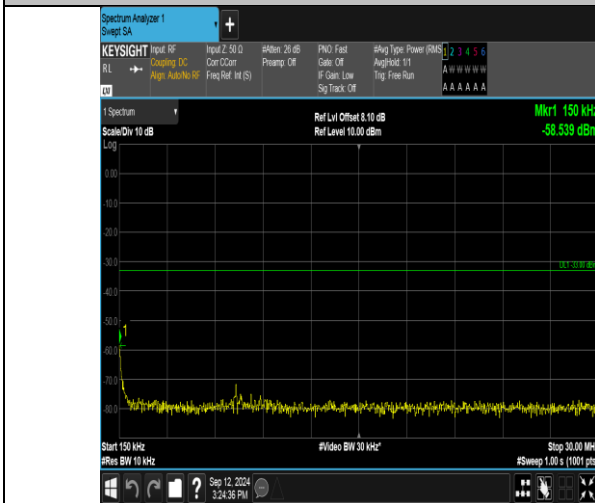 Spectrum Analyzer 1
Swept SA
+
KEYSIGHT
RL
Input: RF
Coupling: DC
Align: Auto/No RF
Input Z: 50 Ω
Corr CCorr
Freq Ref: Int (S)
#Atten: 26 dB
Preamp: Off
PNO: Fast
Gate: Off
IF Gain: Low
Sig Track: Off
#Avg Type: Power (RMS
Avg|Hold: 1/1
Trig: Free Run
1 2 3 4 5 6
A W W W W W
A A A A A A
1 Spectrum
Scale/Div 10 dB
Log
Ref Lvl Offset 8.10 dB
Ref Level 10.00 dBm
Mkr1 150 kHz
-58.539 dBm
0.00
-10.0
-20.0
-30.0
DL1 -33.00 dBm
-40.0
-50.0
1
-60.0
-70.0
-80.0
Start 150 kHz
#Res BW 10 kHz
#Video BW 30 kHz*
Stop 30.00 MHz
#Sweep 1.00 s (1001 pts)
?
Sep 12, 2024
3:24:36 PM